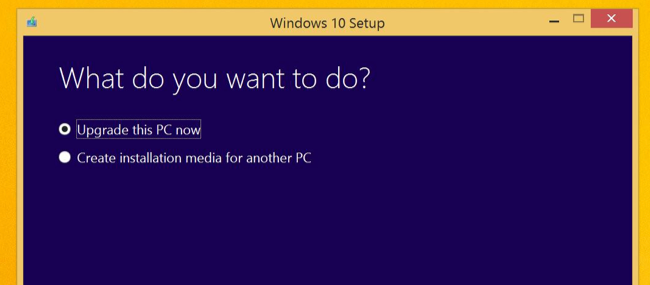 Windows 10 Setup
What do you want to do?
Upgrade this PC now
Create installation media for another PC